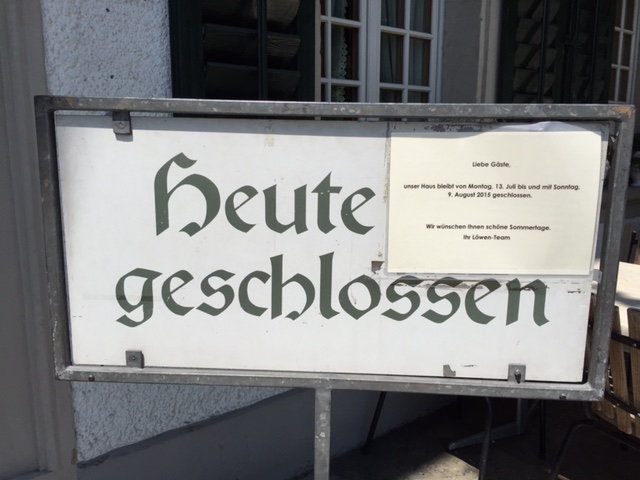 Heute
geschlossen
Liebe Gäste,
unser Haus bleibt von Montag, 13. Juli bis und mit Sonntag,
9. August 2015 geschlossen.
Wir wünschen Ihnen schöne Sommertage.
Ihr Löwen-Team